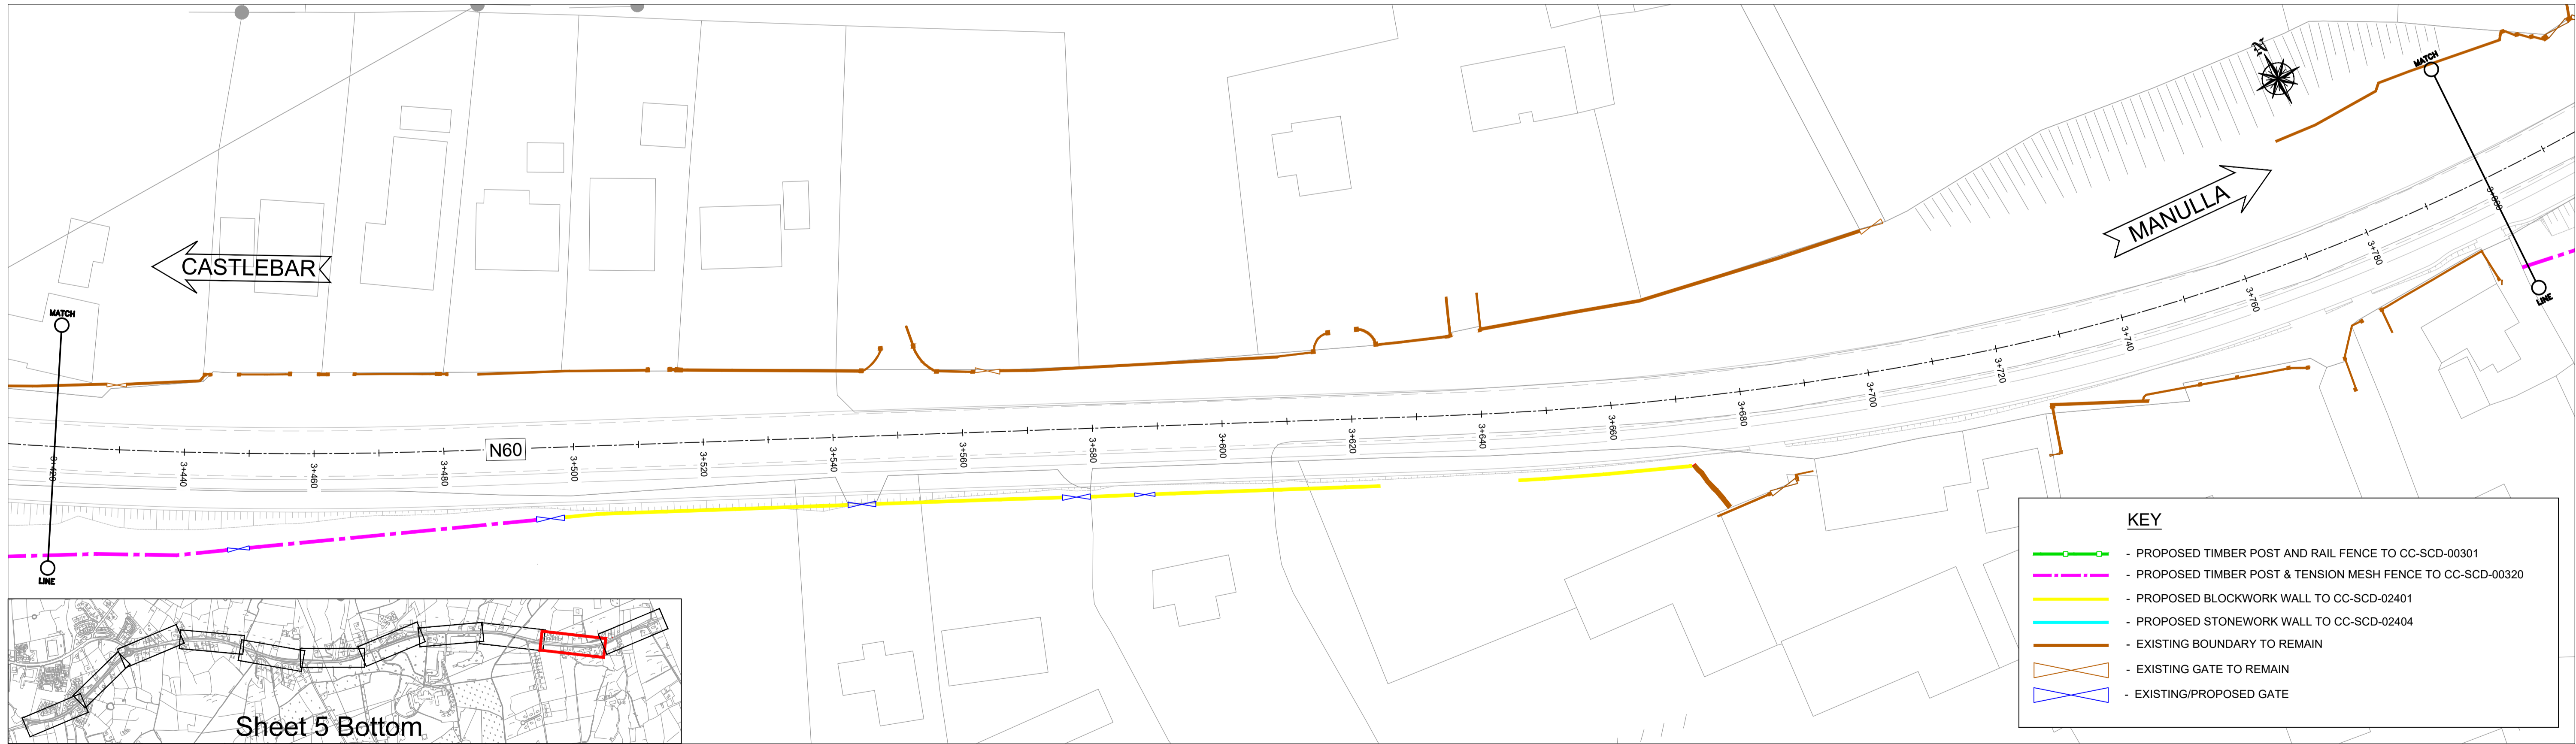 N
MATCH
MANULLA
CASTLEBAR
MATCH
LINE
N60
3+420
3+440
3+460
3+480
3+500
3+520
3+540
3+560
3+580
3+600
3+620
3+640
3+660
3+680
3+700
3+720
3+740
3+760
3+780
3+800
LINE
KEY
- PROPOSED TIMBER POST AND RAIL FENCE TO CC-SCD-00301
- PROPOSED TIMBER POST & TENSION MESH FENCE TO CC-SCD-00320
- PROPOSED BLOCKWORK WALL TO CC-SCD-02401
- PROPOSED STONEWORK WALL TO CC-SCD-02404
- EXISTING BOUNDARY TO REMAIN
- EXISTING GATE TO REMAIN
- EXISTING/PROPOSED GATE
Sheet 5 Bottom